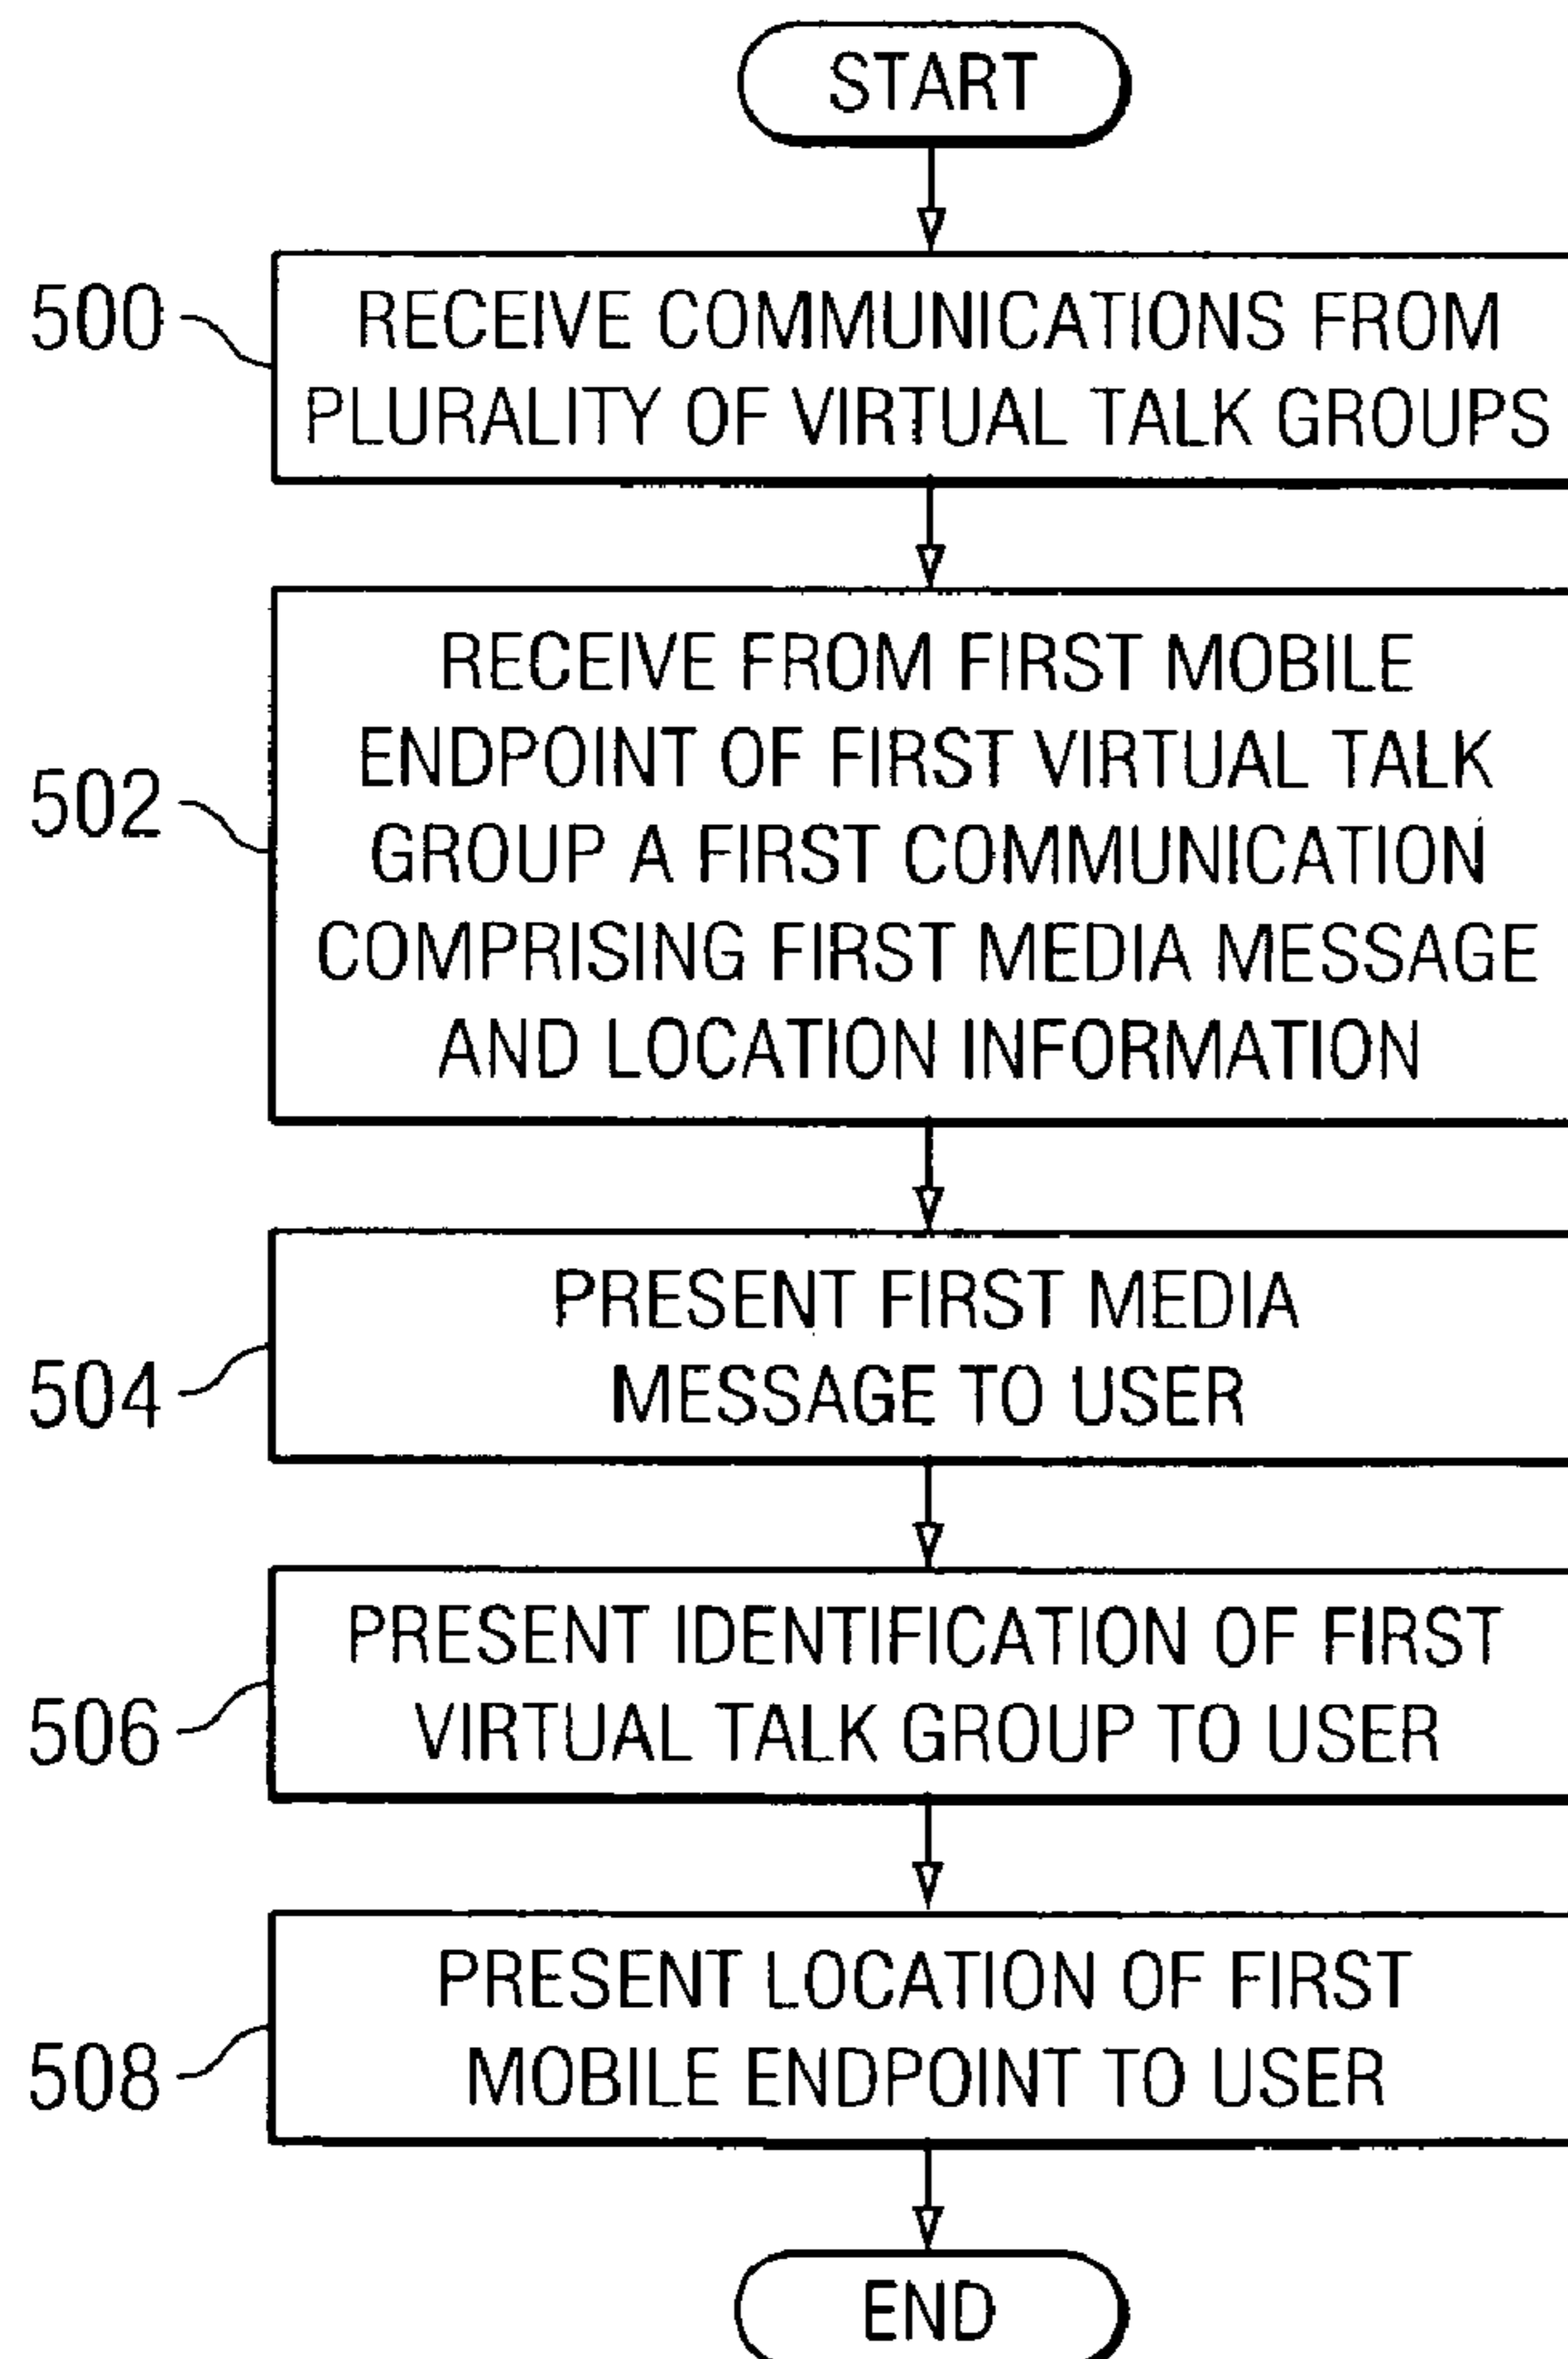 START
500
RECEIVE COMMUNICATIONS FROM
PLURALITY OF VIRTUAL TALK GROUPS
502
RECEIVE FROM FIRST MOBILE
ENDPOINT OF FIRST VIRTUAL TALK
GROUP A FIRST COMMUNICATION
COMPRISING FIRST MEDIA MESSAGE
AND LOCATION INFORMATION
504
PRESENT FIRST MEDIA
MESSAGE TO USER
506
PRESENT IDENTIFICATION OF FIRST
VIRTUAL TALK GROUP TO USER
508
PRESENT LOCATION OF FIRST
MOBILE ENDPOINT TO USER
END